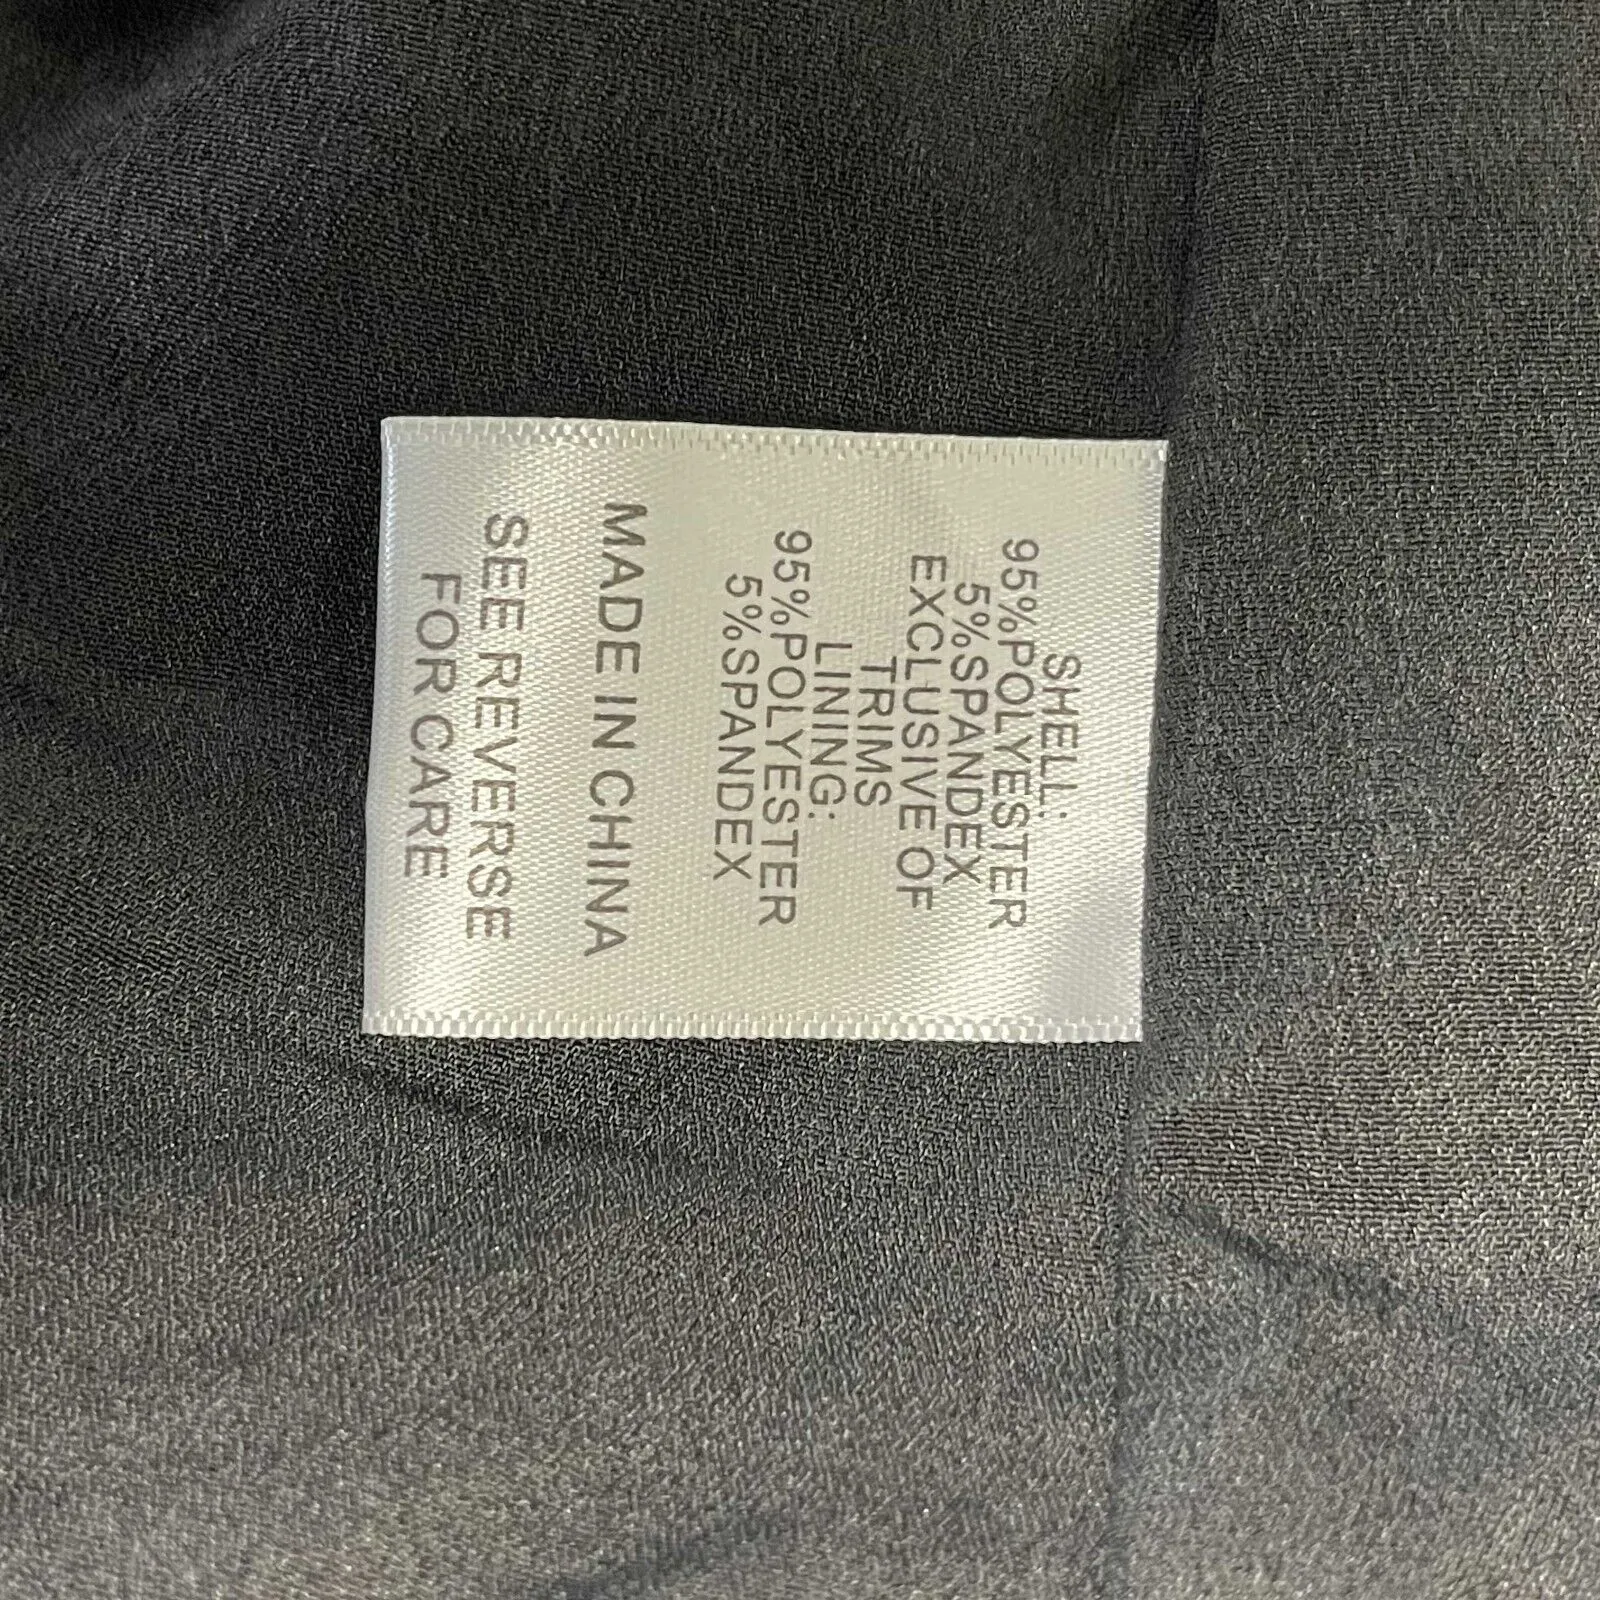 SHELL:
95%POLYESTER
5%SPANDEX
EXCLUSIVE OF
TRIMS
LINING:
95%POLYESTER
5%SPANDEX
MADE IN CHINA
SEE REVERSE
FOR CARE